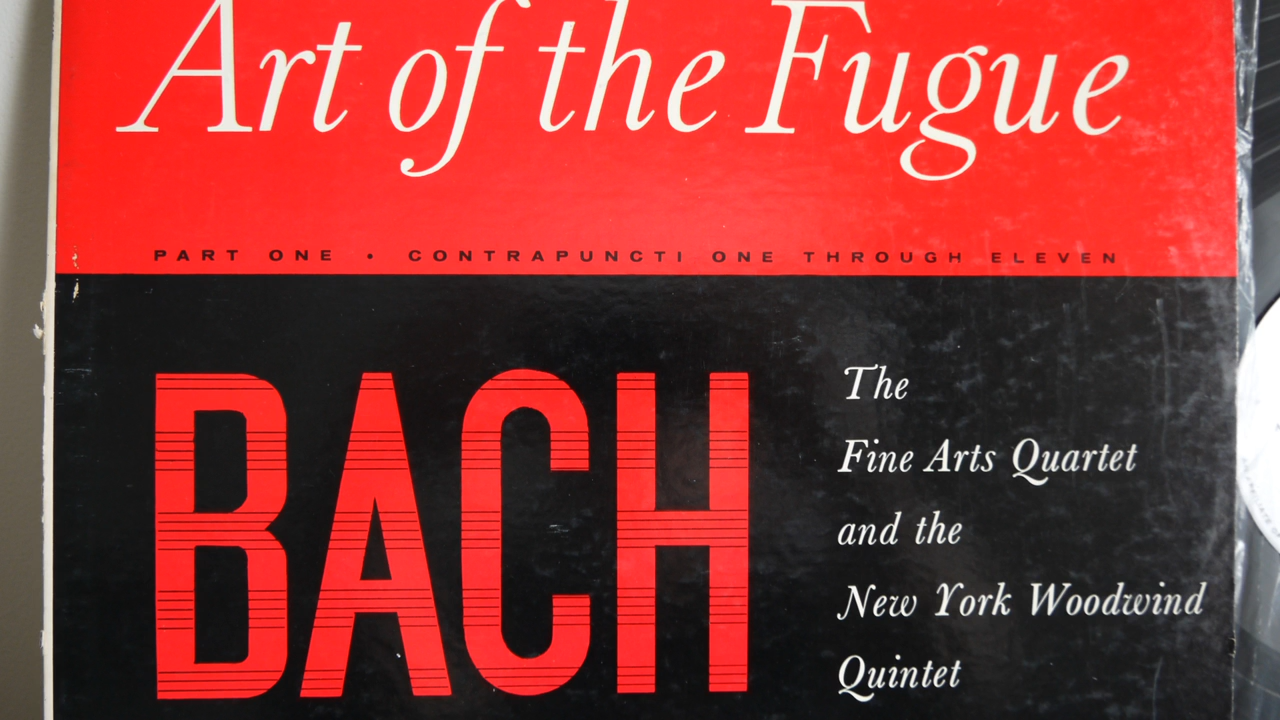 Art of the Fugue
PART ONE • CONTRAPUNCTI ONE THROUGH ELEVEN
BACH
The
Fine Arts Quartet
and the
New York Woodwind
Quintet